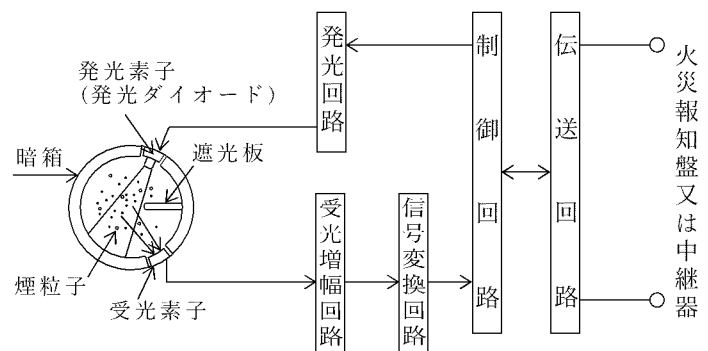 発光素子
(発光ダイオード)
暗箱
遮光板
煙粒子
受光素子
発光回路
受光増幅回路
信号変換回路
制御回路
伝送回路
火災報知盤又は中継器